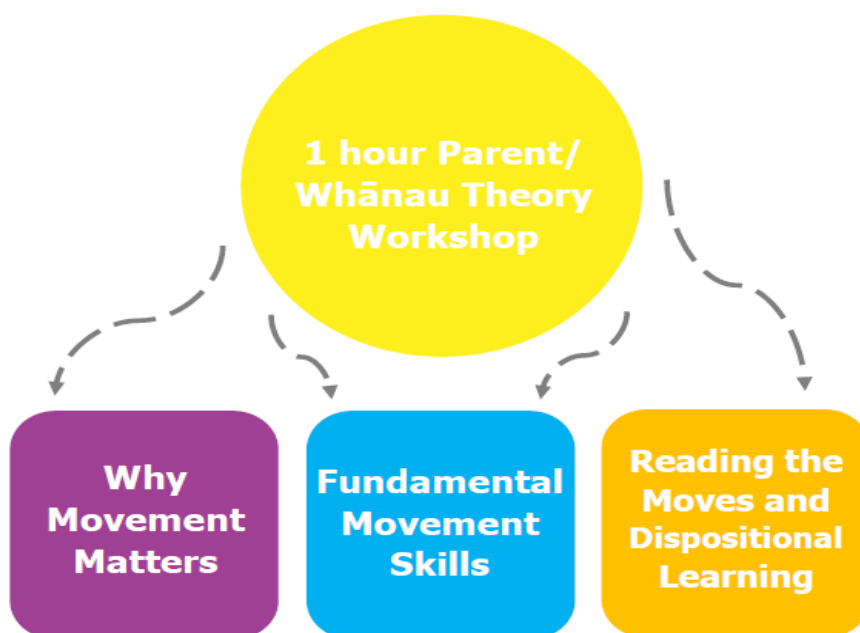 1 hour Parent/
Whānau Theory
Workshop
Why
Movement
Matters
Fundamental
Movement
Skills
Reading the
Moves and
Dispositional
Learning